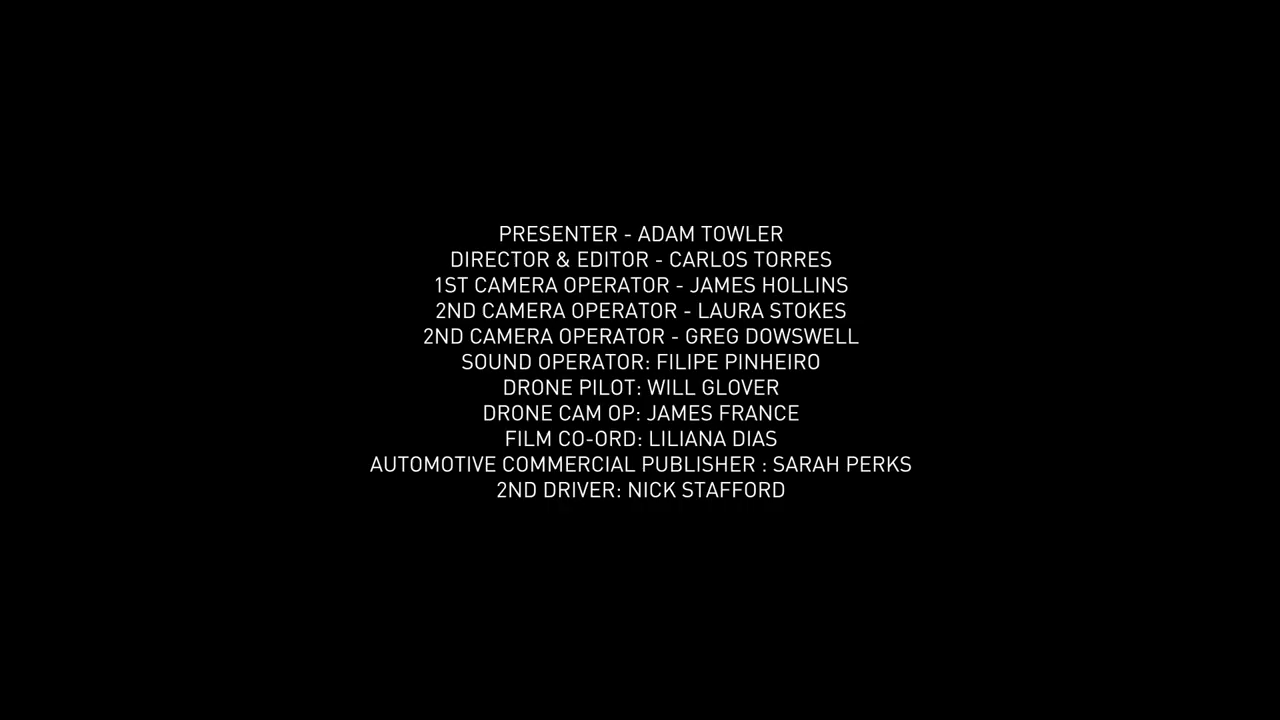 PRESENTER - ADAM TOWLER
DIRECTOR & EDITOR - CARLOS TORRES
1ST CAMERA OPERATOR - JAMES HOLLINS
2ND CAMERA OPERATOR - LAURA STOKES
2ND CAMERA OPERATOR - GREG DOWSWELL
SOUND OPERATOR: FILIPE PINHEIRO
DRONE PILOT: WILL GLOVER
DRONE CAM OP: JAMES FRANCE
FILM CO-ORD: LILIANA DIAS
AUTOMOTIVE COMMERCIAL PUBLISHER : SARAH PERKS
2ND DRIVER: NICK STAFFORD